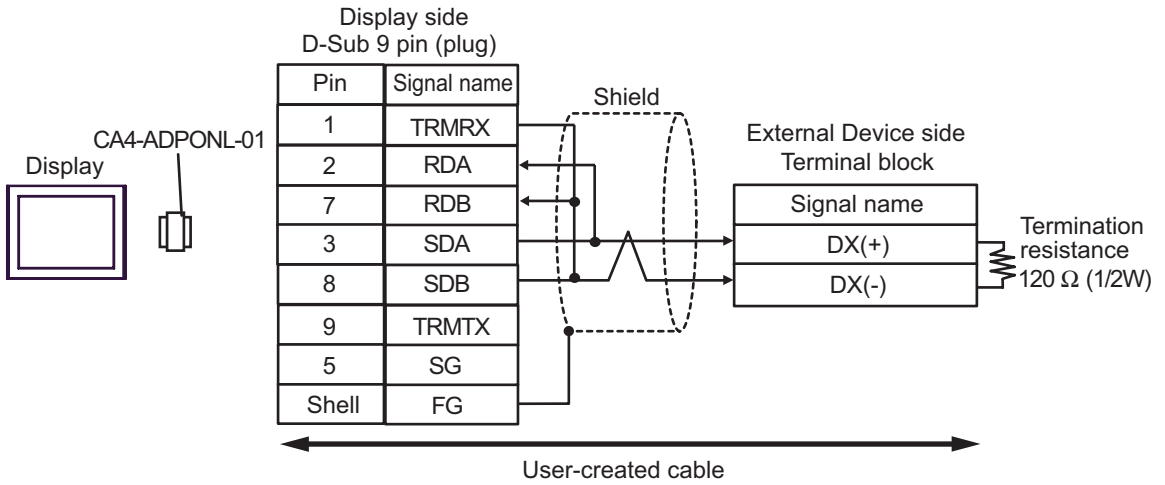 Display side
D-Sub 9 pin (plug)
Pin Signal name
1 TRMRX
2 RDA
7 RDB
3 SDA
8 SDB
9 TRMTX
5 SG
Shell FG
Shield
CA4-ADPONL-01
Display
External Device side
Terminal block
Signal name
DX(+)
DX(-)
Termination
resistance
120 Ω (1/2W)
User-created cable